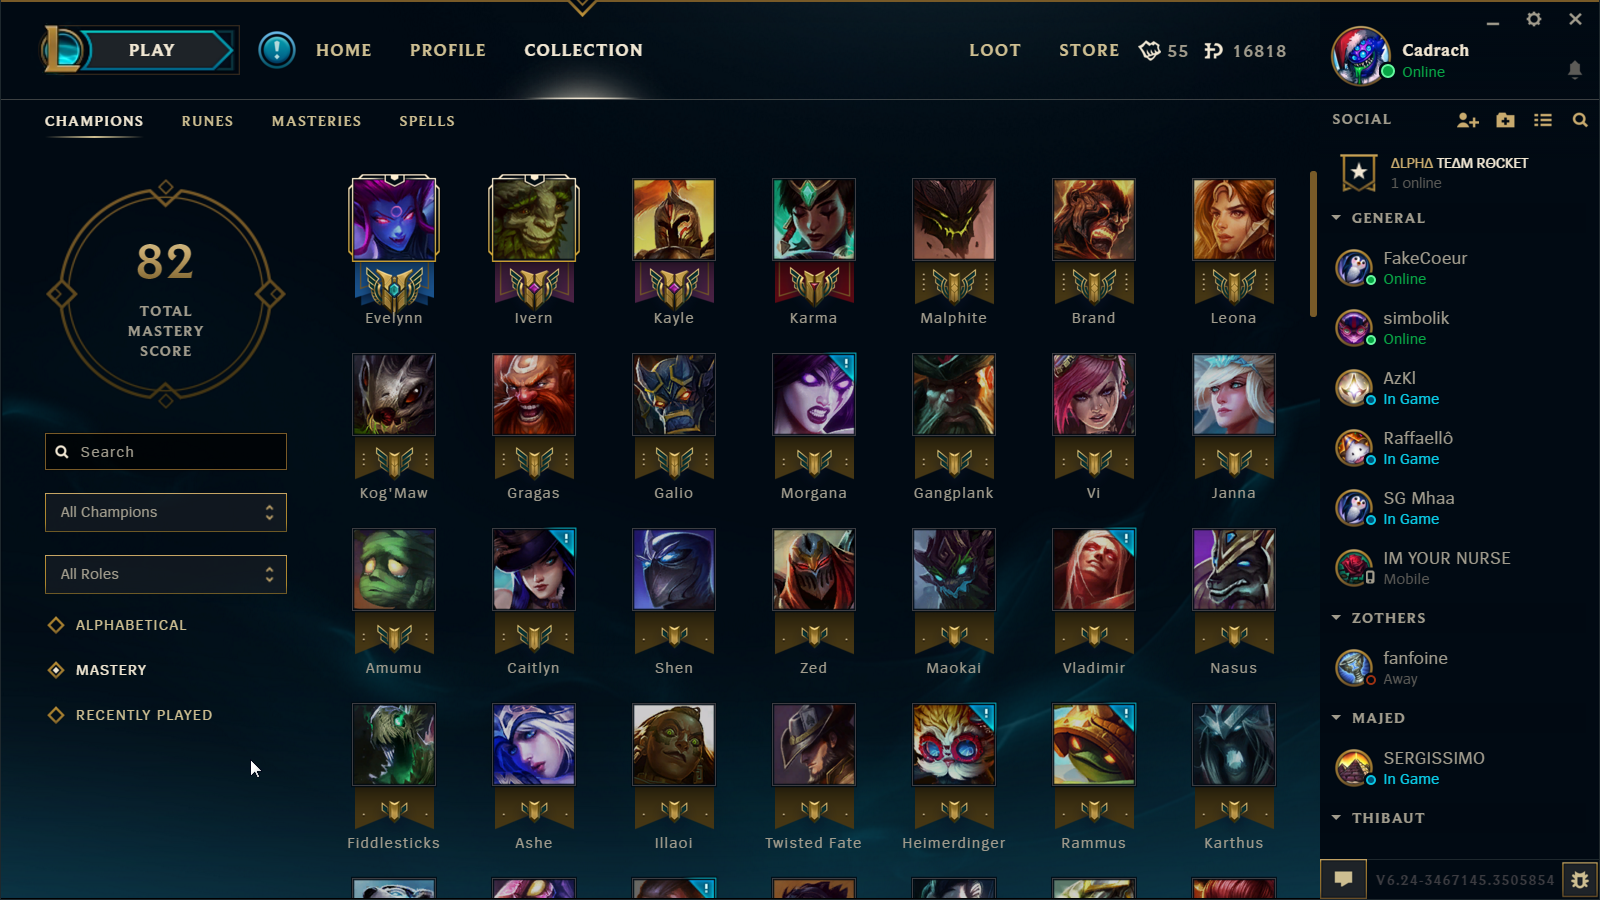 PLAY
HOME
PROFILE
COLLECTION
LOOT
STORE
55
16818
Cadrach
Online
CHAMPIONS
RUNES
MASTERIES
SPELLS
82
TOTAL
MASTERY
SCORE
Search
All Champions
All Roles
ALPHABETICAL
MASTERY
RECENTLY PLAYED
Evelynn
Ivern
Kayle
Karma
Malphite
Brand
Leona
Kog'Maw
Gragas
Galio
Morgana
Gangplank
Vi
Janna
Amumu
Caitlyn
Shen
Zed
Maokai
Vladimir
Nasus
Fiddlesticks
Ashe
Illaoi
Twisted Fate
Heimerdinger
Rammus
Karthus
SOCIAL
ΔLPHΔ TEΔM RΘCKET
1 online
GENERAL
FakeCoeur
Online
simbolik
Online
AzKl
In Game
Raffaellô
In Game
SG Mhaa
In Game
IM YOUR NURSE
Mobile
ZOTHERS
fanfoine
Away
MAJED
SERGISSIMO
In Game
THIBAUT
V6.24-3467145.3505854